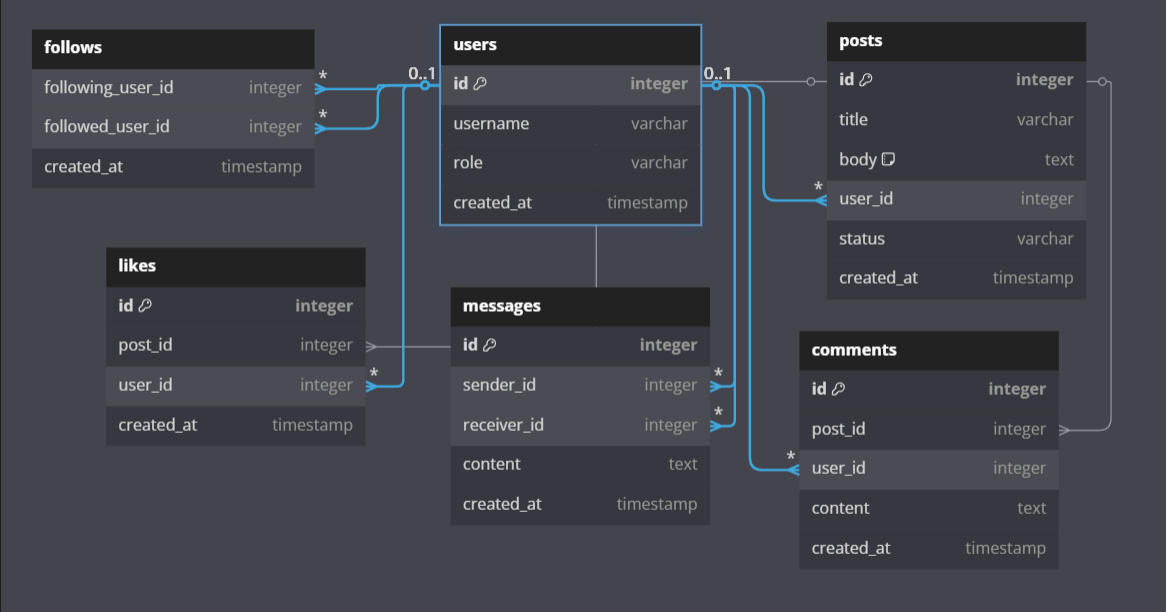 follows
following_user_id integer *
followed_user_id integer *
created_at timestamp
0..1
users
id integer
username varchar
role varchar
created_at timestamp
0..1
posts
id integer
title varchar
body text
* user_id integer
status varchar
created_at timestamp
likes
id integer
post_id integer
user_id integer *
created_at timestamp
messages
id integer
sender_id integer *
receiver_id integer *
content text
created_at timestamp
comments
id integer
post_id integer
* user_id integer
content text
created_at timestamp